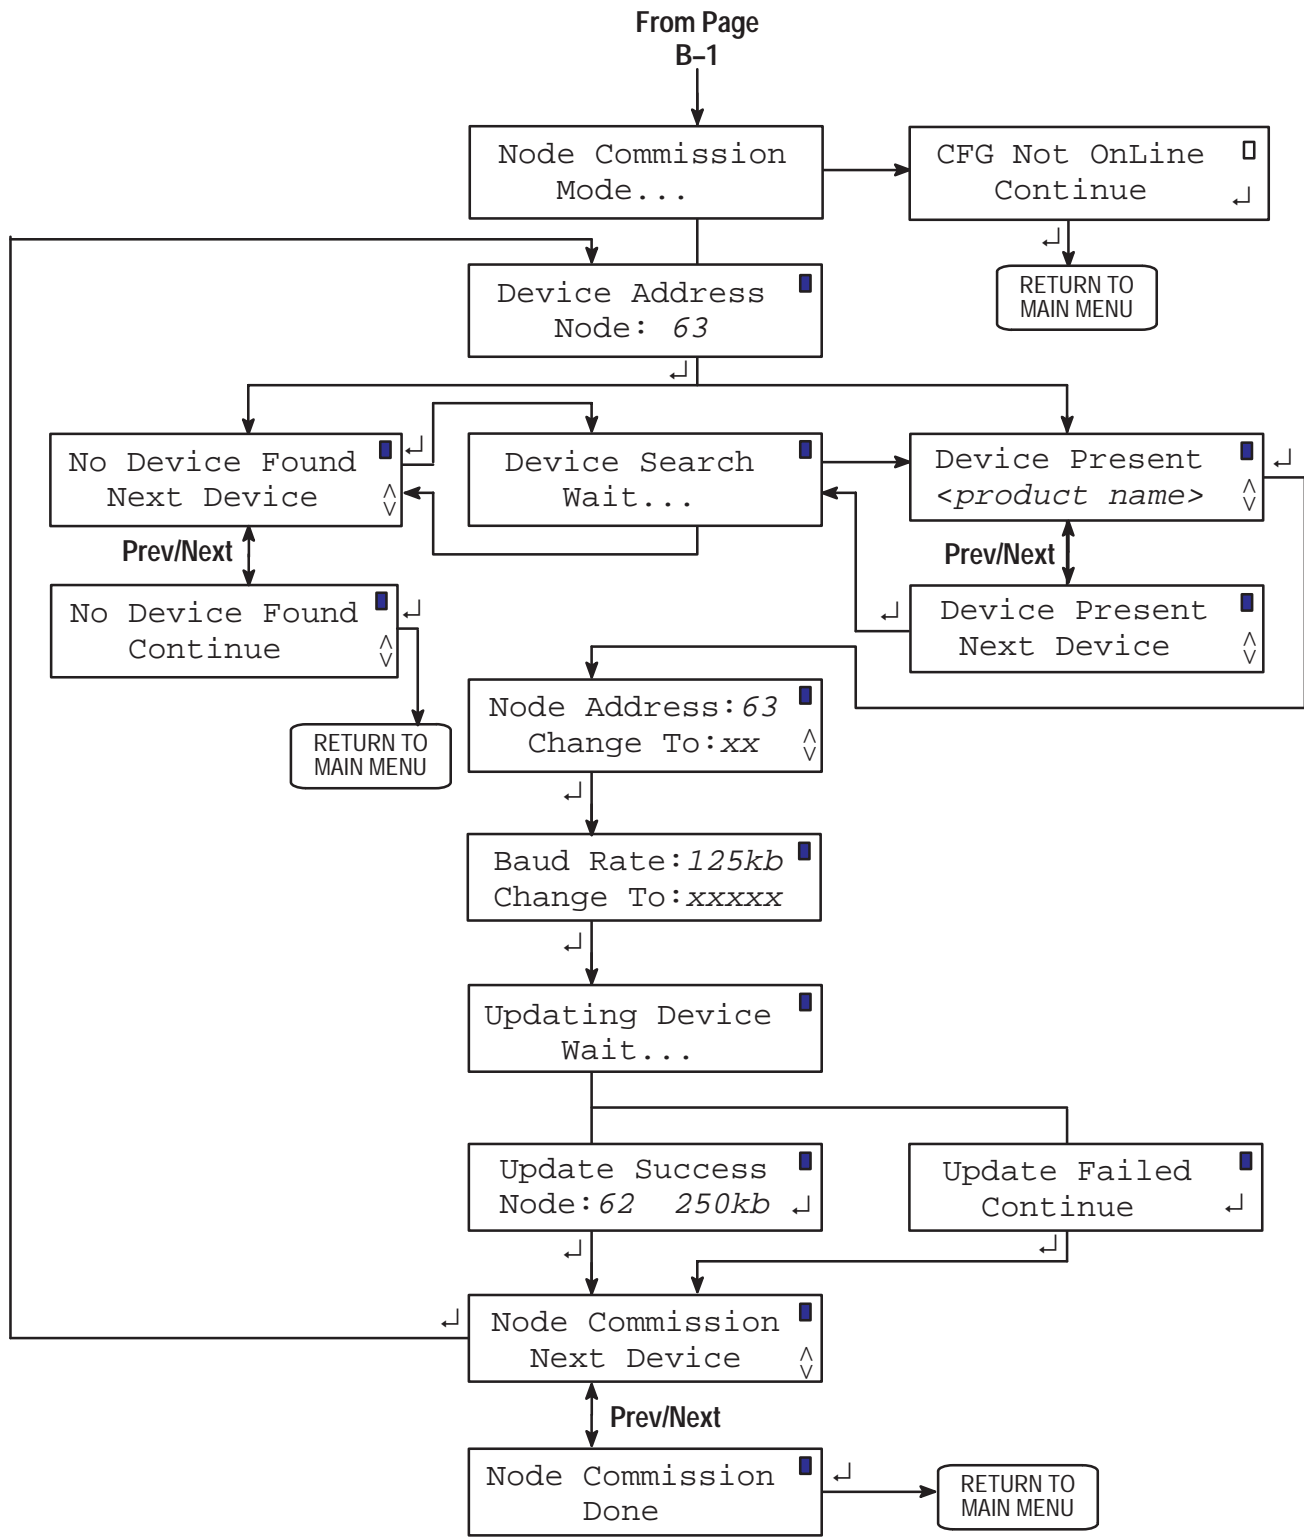 From Page
B–1
Node Commission
Mode...
CFG Not OnLine
Continue ↵
↵
RETURN TO
MAIN MENU
Device Address
Node: 63
↵
No Device Found
Next Device
↵
Device Search
Wait...
Device Present
<product name>
↵
Prev/Next
Prev/Next
No Device Found
Continue
↵
↵
Device Present
Next Device
RETURN TO
MAIN MENU
Node Address:63
Change To:xx
↵
Baud Rate:125kb
Change To:xxxxx
↵
Updating Device
Wait...
Update Success
Node:62 250kb ↵
Update Failed
Continue ↵
↵
↵
↵
Node Commission
Next Device
Prev/Next
Node Commission
Done
↵
RETURN TO
MAIN MENU